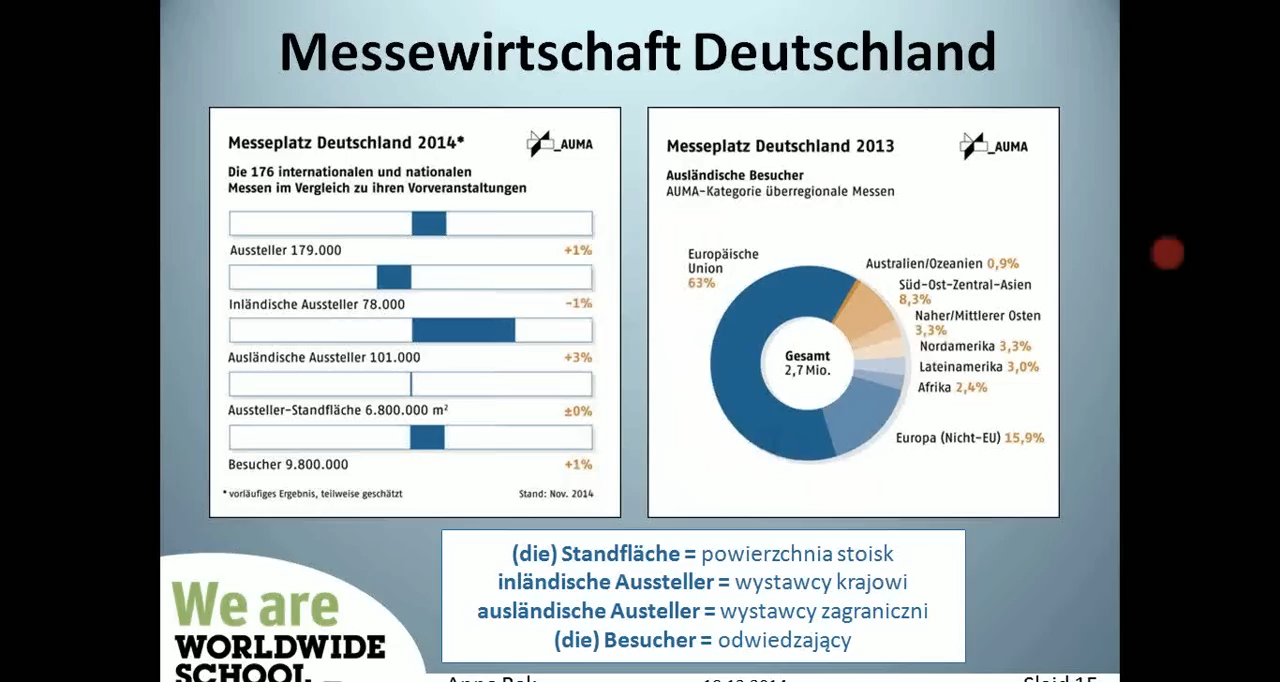 Messewirtschaft Deutschland
Messeplatz Deutschland 2014*
_AUMA
Die 176 internationalen und nationalen
Messen im Vergleich zu ihren Vorveranstaltungen
Aussteller 179.000 +1%
Inländische Aussteller 78.000 -1%
Ausländische Aussteller 101.000 +3%
Aussteller-Standfläche 6.800.000 m² ±0%
Besucher 9.800.000 +1%
* vorläufiges Ergebnis, teilweise geschätzt Stand: Nov. 2014
Messeplatz Deutschland 2013
_AUMA
Ausländische Besucher
AUMA-Kategorie überregionale Messen
Europäische
Union
63%
Australien/Ozeanien 0,9%
Süd-Ost-Zentral-Asien
8,3%
Naher/Mittlerer Osten
3,3%
Nordamerika 3,3%
Lateinamerika 3,0%
Afrika 2,4%
Europa (Nicht-EU) 15,9%
Gesamt
2,7 Mio.
(die) Standfläche = powierzchnia stoisk
inländische Aussteller = wystawcy krajowi
ausländische Austeller = wystawcy zagraniczni
(die) Besucher = odwiedzający
We are
WORLDWIDE
SCHOOL